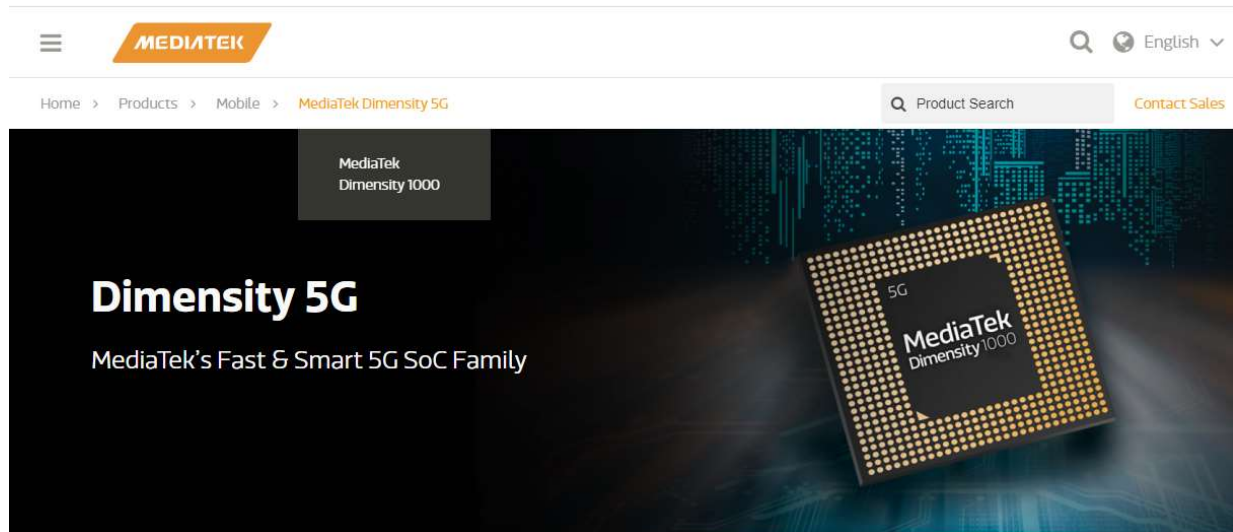 MEDIATEK
English
Home > Products > Mobile > MediaTek Dimensity 5G
Product Search
Contact Sales
MediaTek
Dimensity 1000
Dimensity 5G
MediaTek's Fast & Smart 5G SoC Family
5G
MediaTek
Dimensity 1000